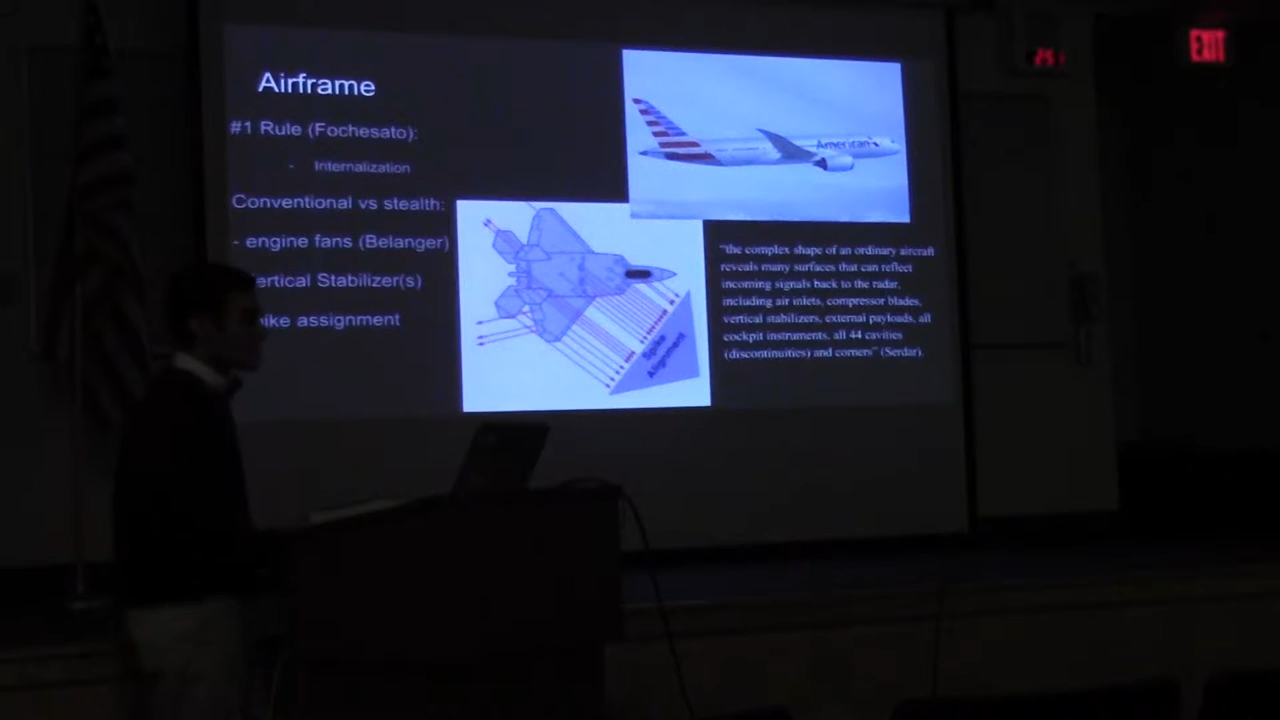 Airframe
#1 Rule (Fochesato):
- Internalization
Conventional vs stealth:
- engine fans (Belanger)
ertical Stabilizer(s)
ike assignment
American
Spike
Alignment
"the complex shape of an ordinary aircraft
reveals many surfaces that can reflect
incoming signals back to the radar,
including air inlets, compressor blades,
vertical stabilizers, external payloads, all
cockpit instruments, all 44 cavities
(discontinuities) and corners" (Serdar).
EXIT